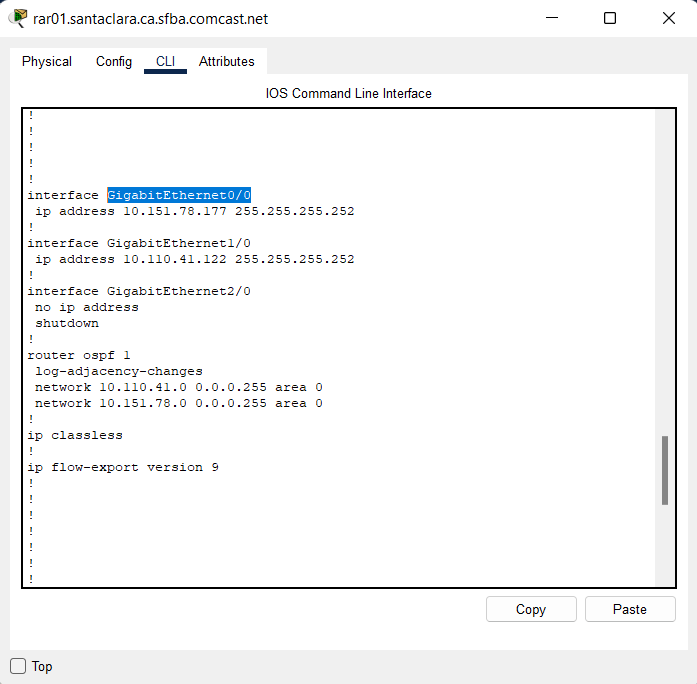 rar01.santaclara.ca.sfba.comcast.net
Physical Config CLI Attributes
IOS Command Line Interface
!
!
!
!
!
interface GigabitEthernet0/0
 ip address 10.151.78.177 255.255.255.252
!
interface GigabitEthernet1/0
 ip address 10.110.41.122 255.255.255.252
!
interface GigabitEthernet2/0
 no ip address
 shutdown
!
router ospf 1
 log-adjacency-changes
 network 10.110.41.0 0.0.0.255 area 0
 network 10.151.78.0 0.0.0.255 area 0
!
ip classless
!
ip flow-export version 9
!
!
!
!
!
!
!
Copy Paste
Top